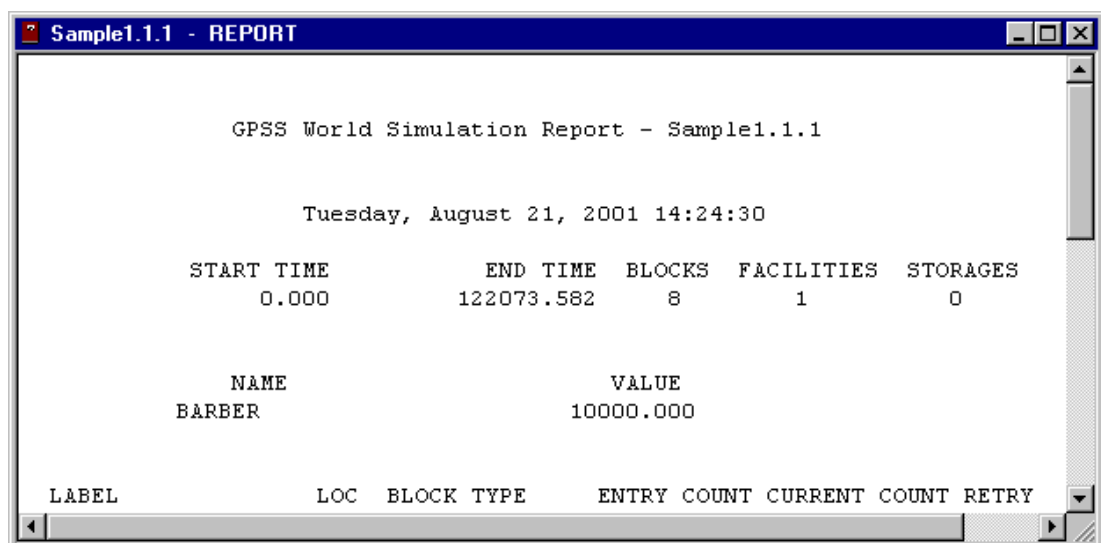 Sample1.1.1 - REPORT
GPSS World Simulation Report - Sample1.1.1
Tuesday, August 21, 2001 14:24:30
START TIME END TIME BLOCKS FACILITIES STORAGES
0.000 122073.582 8 1 0
NAME VALUE
BARBER 10000.000
LABEL LOC BLOCK TYPE ENTRY COUNT CURRENT COUNT RETRY